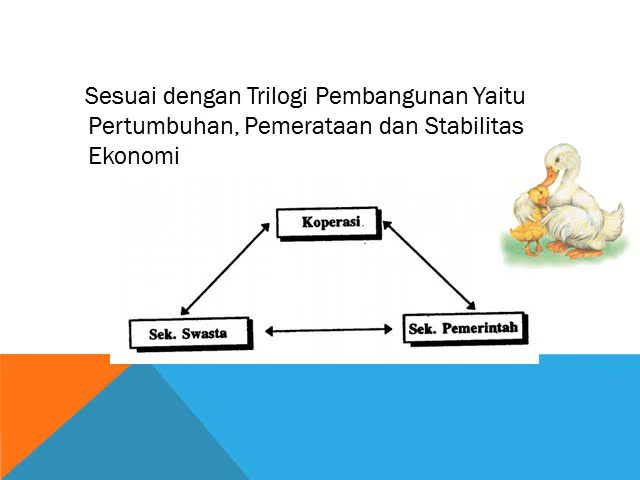 Sesuai dengan Trilogi Pembangunan Yaitu
Pertumbuhan, Pemerataan dan Stabilitas
Ekonomi
Koperasi
Sek. Swasta
Sek. Pemerintah